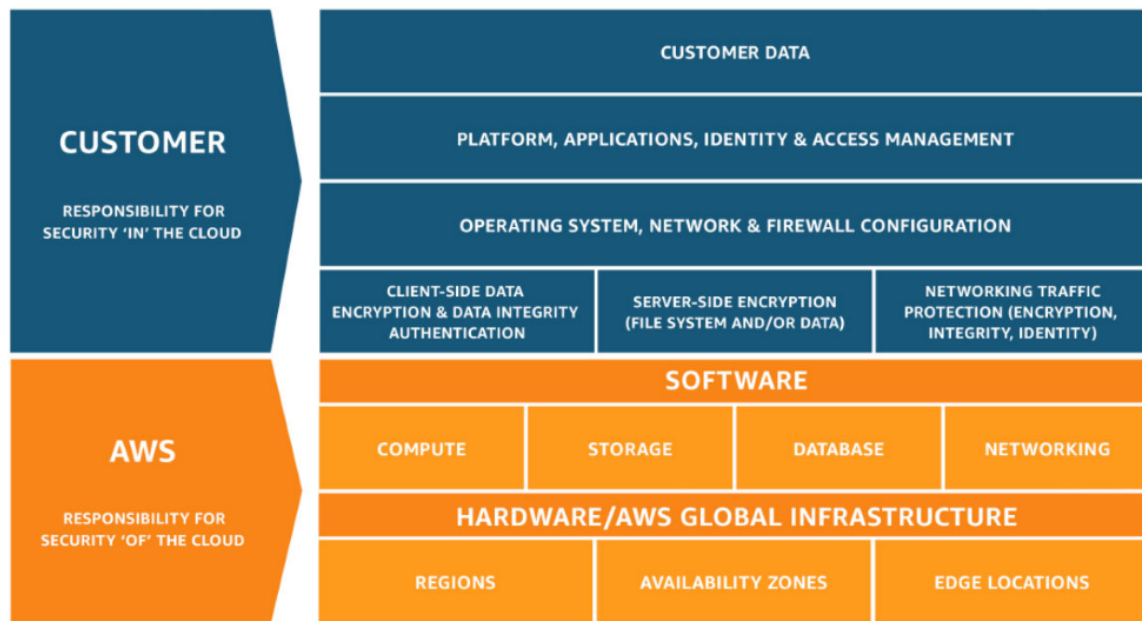 CUSTOMER
RESPONSIBILITY FOR
SECURITY ‘IN’ THE CLOUD
CUSTOMER DATA
PLATFORM, APPLICATIONS, IDENTITY & ACCESS MANAGEMENT
OPERATING SYSTEM, NETWORK & FIREWALL CONFIGURATION
CLIENT-SIDE DATA
ENCRYPTION & DATA INTEGRITY
AUTHENTICATION
SERVER-SIDE ENCRYPTION
(FILE SYSTEM AND/OR DATA)
NETWORKING TRAFFIC
PROTECTION (ENCRYPTION,
INTEGRITY, IDENTITY)
AWS
RESPONSIBILITY FOR
SECURITY ‘OF’ THE CLOUD
SOFTWARE
COMPUTE
STORAGE
DATABASE
NETWORKING
HARDWARE/AWS GLOBAL INFRASTRUCTURE
REGIONS
AVAILABILITY ZONES
EDGE LOCATIONS